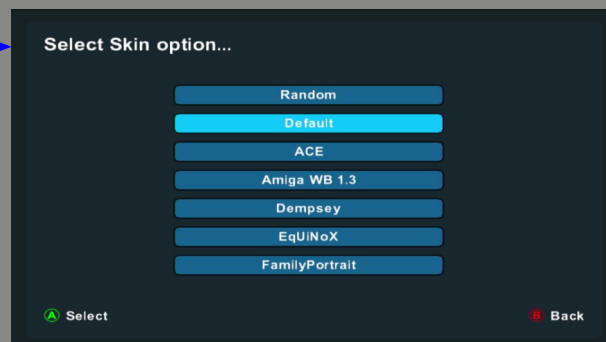 Select Skin option...
Random
Default
ACE
Amiga WB 1.3
Dempsey
EqUiNoX
FamilyPortrait
A Select
B Back